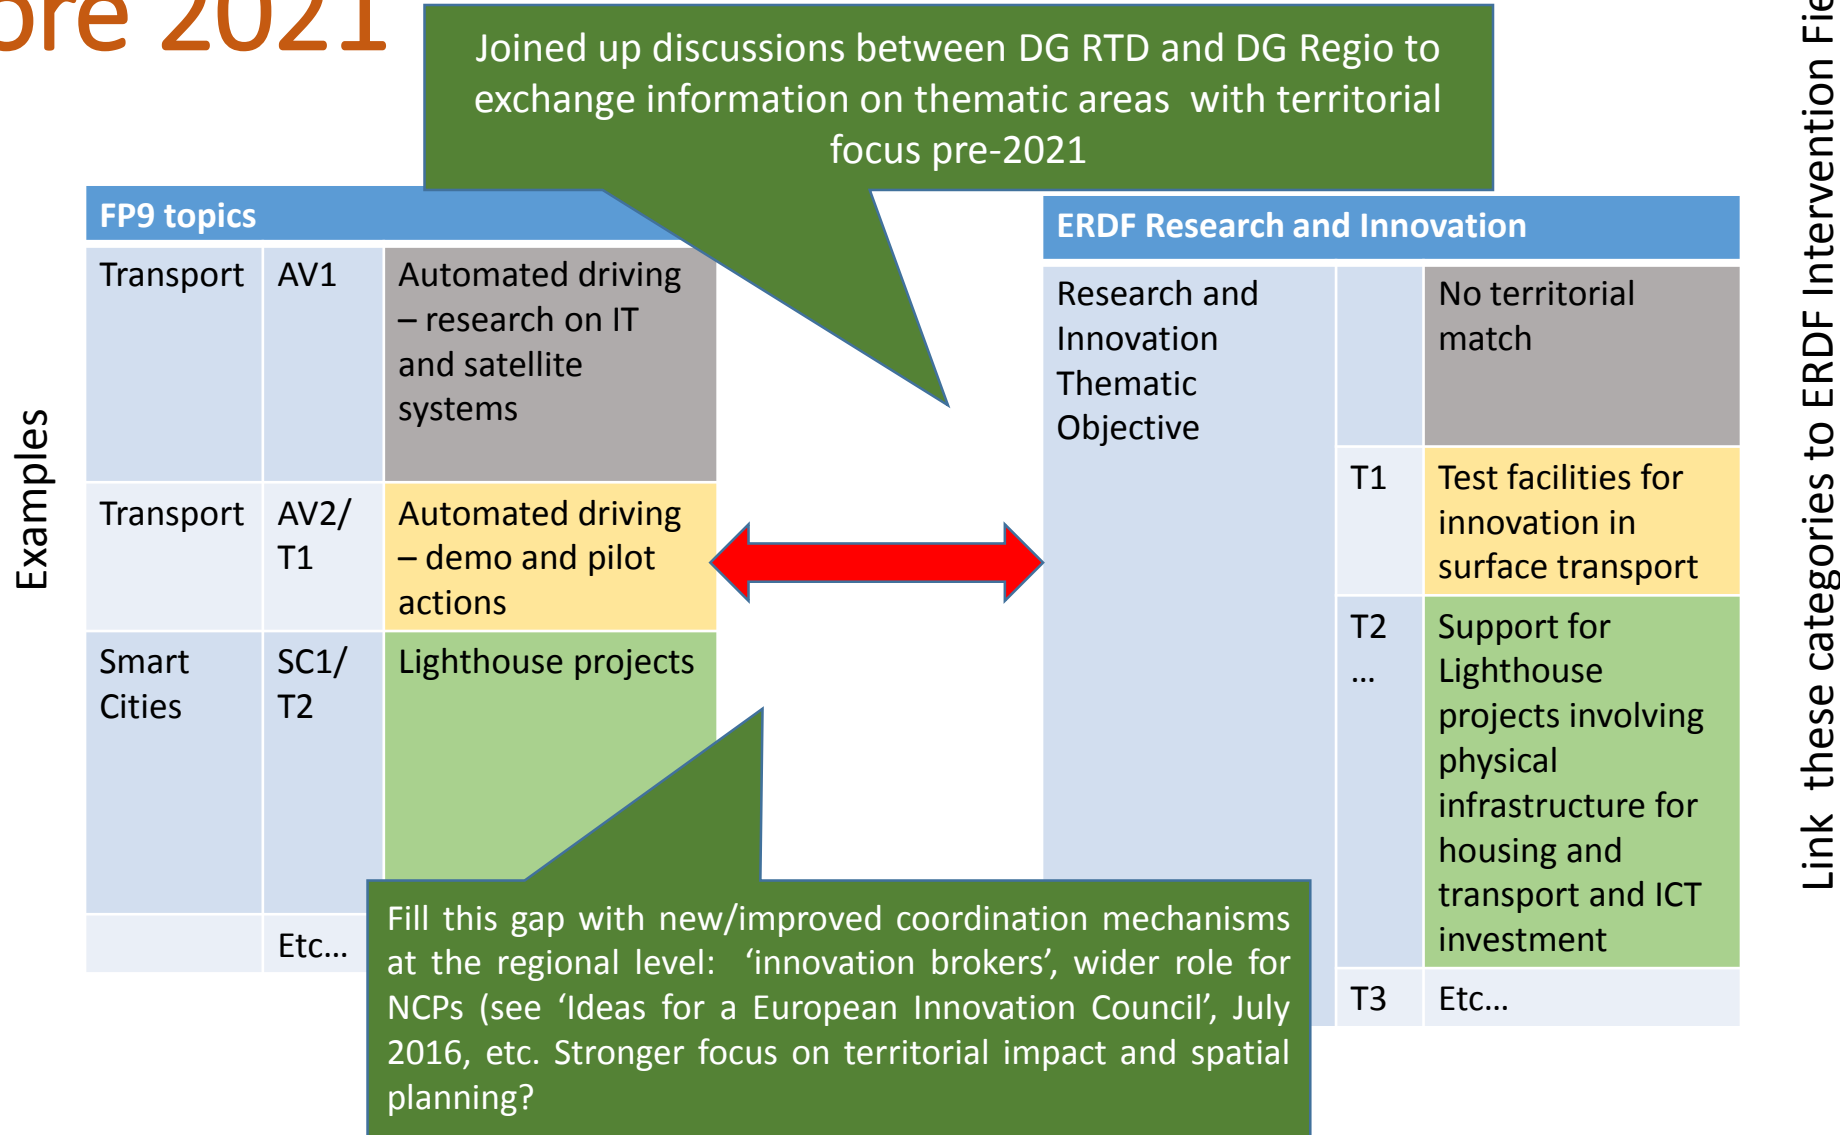 pre 2021
Joined up discussions between DG RTD and DG Regio to
exchange information on thematic areas with territorial
focus pre-2021
Examples
FP9 topics
Transport
AV1
Automated driving
– research on IT
and satellite
systems
Transport
AV2/
T1
Automated driving
– demo and pilot
actions
Smart
Cities
SC1/
T2
Lighthouse projects
Etc...
ERDF Research and Innovation
Research and
Innovation
Thematic
Objective
No territorial
match
T1
Test facilities for
innovation in
surface transport
T2
...
Support for
Lighthouse
projects involving
physical
infrastructure for
housing and
transport and ICT
investment
T3
Etc...
Fill this gap with new/improved coordination mechanisms
at the regional level: ‘innovation brokers’, wider role for
NCPs (see ‘Ideas for a European Innovation Council’, July
2016, etc. Stronger focus on territorial impact and spatial
planning?
Link these categories to ERDF Intervention